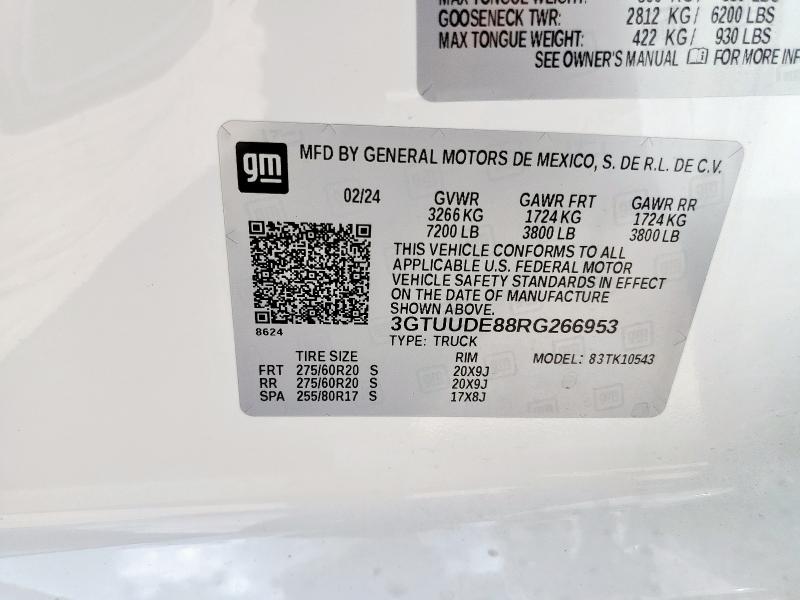 GOOSENECK TWR: 2812 KG / 6200 LBS
MAX TONGUE WEIGHT: 422 KG / 930 LBS
SEE OWNER'S MANUAL FOR MORE INF
gm
MFD BY GENERAL MOTORS DE MEXICO, S. DE R.L. DE C.V.
02/24 GVWR GAWR FRT GAWR RR
3266 KG 1724 KG 1724 KG
7200 LB 3800 LB 3800 LB
THIS VEHICLE CONFORMS TO ALL
APPLICABLE U.S. FEDERAL MOTOR
VEHICLE SAFETY STANDARDS IN EFFECT
ON THE DATE OF MANUFACTURE
SHOWN ABOVE.
8624 3GTUUDE88RG266953
TYPE: TRUCK
TIRE SIZE RIM MODEL: 83TK10543
FRT 275/60R20 S 20X9J
RR 275/60R20 S 20X9J
SPA 255/80R17 S 17X8J